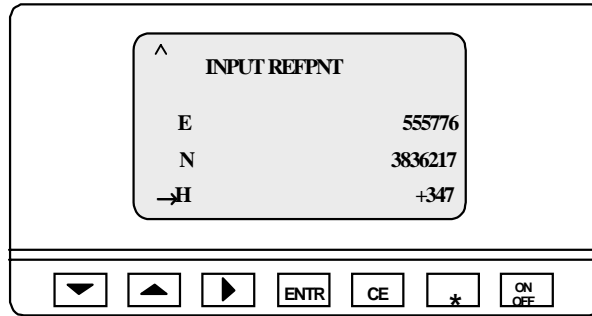 ^
INPUT REFPNT
E 555776
N 3836217
→H +347
ENTR CE * ON OFF